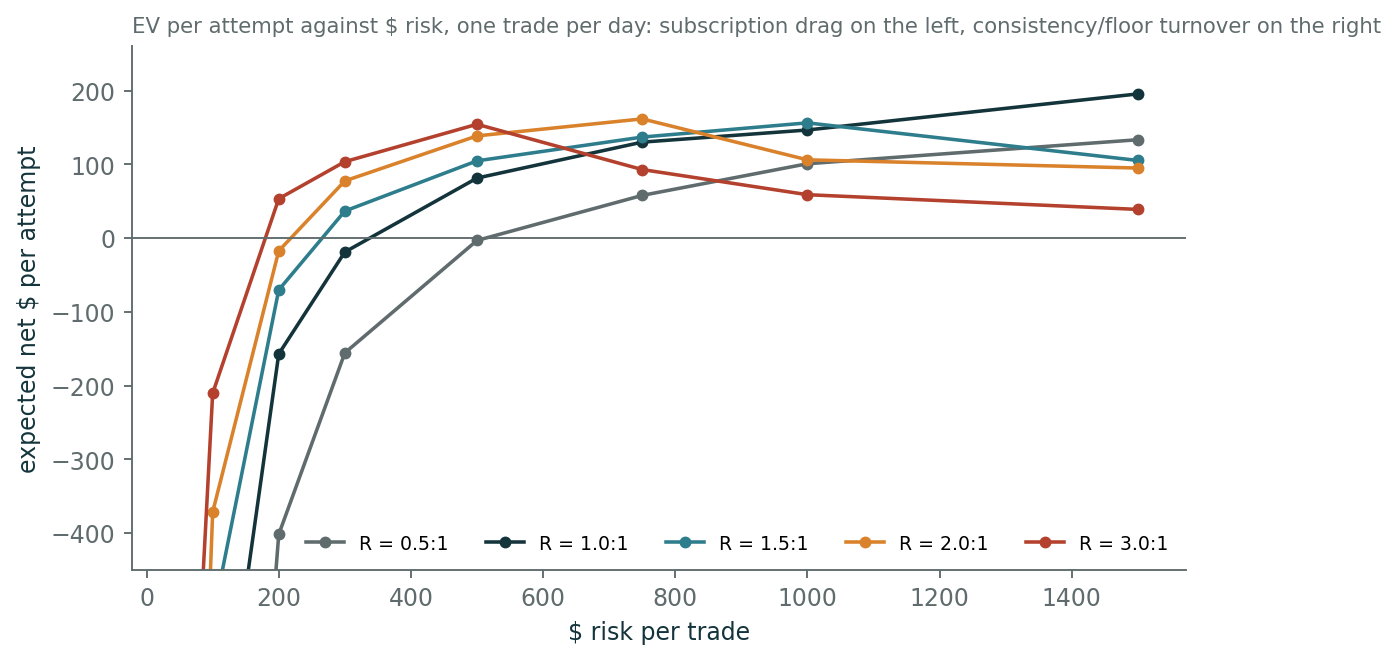 EV per attempt against $ risk, one trade per day: subscription drag on the left, consistency/floor turnover on the right
expected net $ per attempt
200
100
0
−100
−200
−300
−400
R = 0.5:1 R = 1.0:1 R = 1.5:1 R = 2.0:1 R = 3.0:1
0 200 400 600 800 1000 1200 1400
$ risk per trade